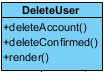 DeleteUser
+deleteAccount()
+deleteConfirmed()
+render()